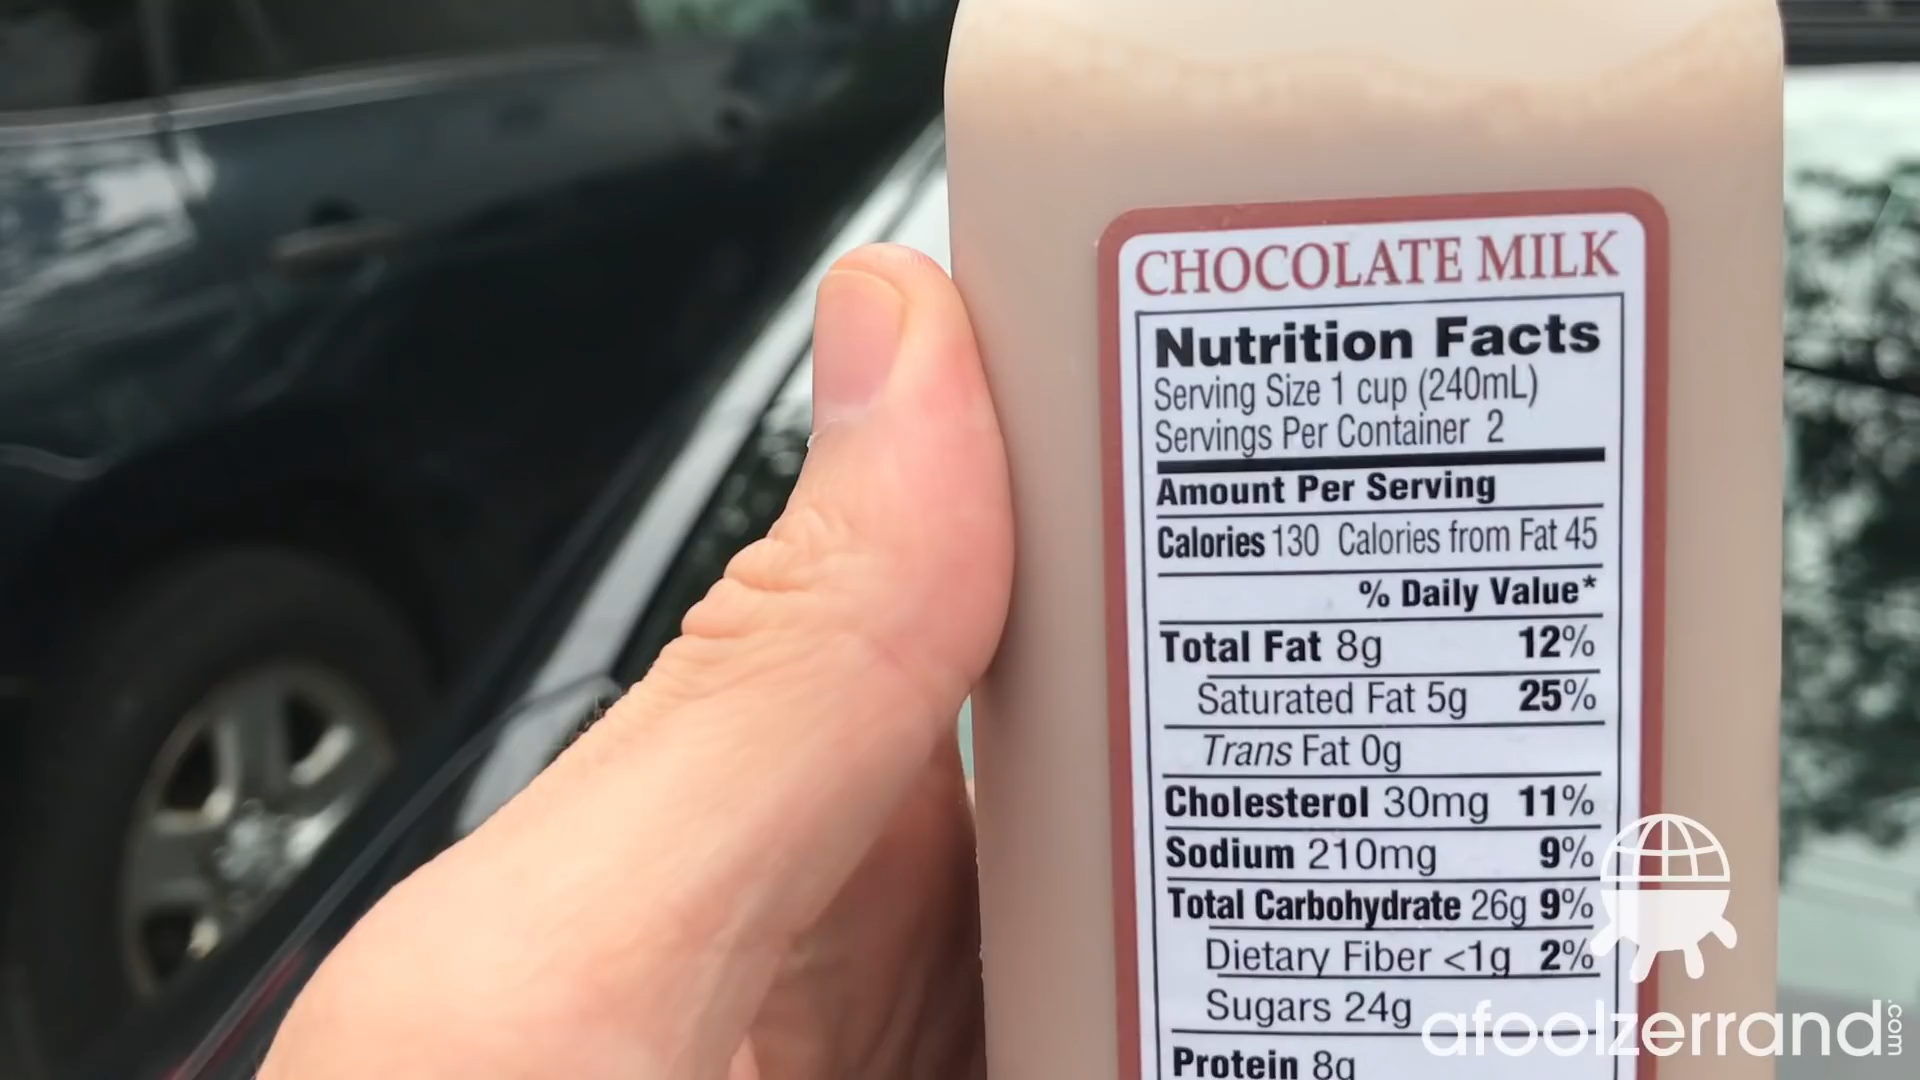 CHOCOLATE MILK
Nutrition Facts
Serving Size 1 cup (240mL)
Servings Per Container 2
Amount Per Serving
Calories 130 Calories from Fat 45
% Daily Value*
Total Fat 8g 12%
Saturated Fat 5g 25%
Trans Fat 0g
Cholesterol 30mg 11%
Sodium 210mg 9%
Total Carbohydrate 26g 9%
Dietary Fiber <1g 2%
Sugars 24g
Protein 8g
afoolzerrand.com